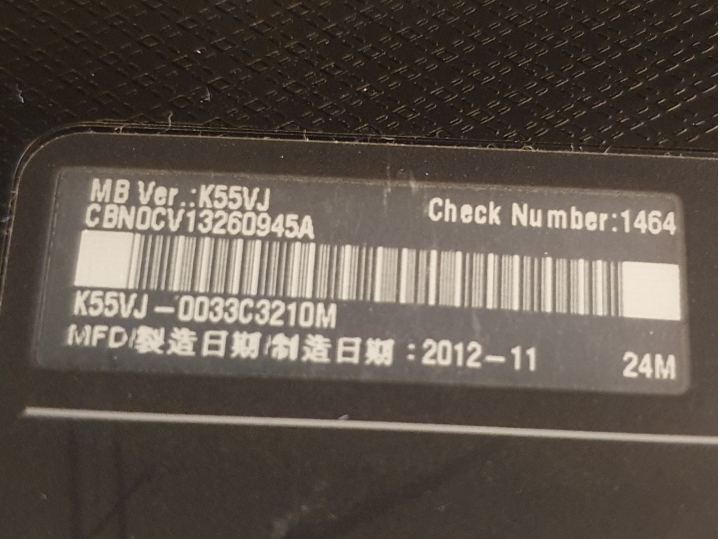 MB Ver.:K55VJ
CBN0CV13260945A
Check Number:1464
K55VJ-0033C3210M
MFD/製造日期/制造日期:2012-11
24M